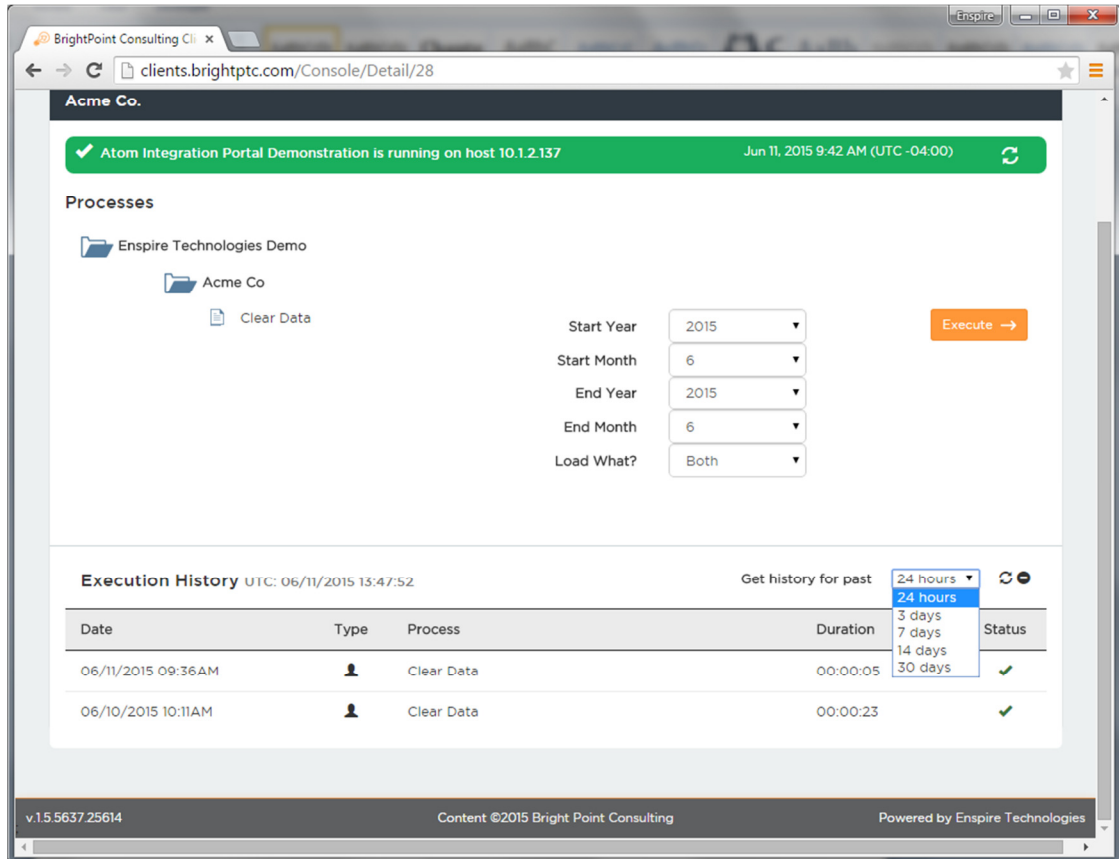 Enspire
BrightPoint Consulting Cli
clients.brightptc.com/Console/Detail/28
Acme Co.
Atom Integration Portal Demonstration is running on host 10.1.2.137 Jun 11, 2015 9:42 AM (UTC -04:00)
Processes
Enspire Technologies Demo
Acme Co
Clear Data
Start Year 2015 Execute →
Start Month 6
End Year 2015
End Month 6
Load What? Both
Execution History UTC: 06/11/2015 13:47:52 Get history for past 24 hours
24 hours
3 days
7 days
14 days
30 days
Date Type Process Duration Status
06/11/2015 09:36AM Clear Data 00:00:05
06/10/2015 10:11AM Clear Data 00:00:23
v.1.5.5637.25614 Content ©2015 Bright Point Consulting Powered by Enspire Technologies